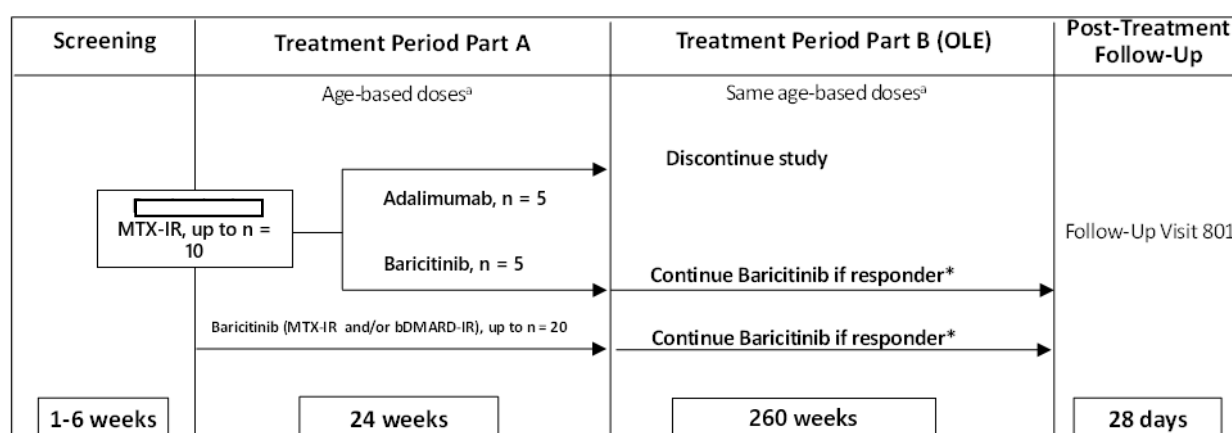 Screening
Treatment Period Part A
Treatment Period Part B (OLE)
Post-Treatment
Follow-Up
Age-based dosesᵃ
Same age-based dosesᵃ
Discontinue study
Adalimumab, n = 5
MTX-IR, up to n =
10
Follow-Up Visit 801
Baricitinib, n = 5
Continue Baricitinib if responder*
Baricitinib (MTX-IR and/or bDMARD-IR), up to n = 20
Continue Baricitinib if responder*
1-6 weeks
24 weeks
260 weeks
28 days